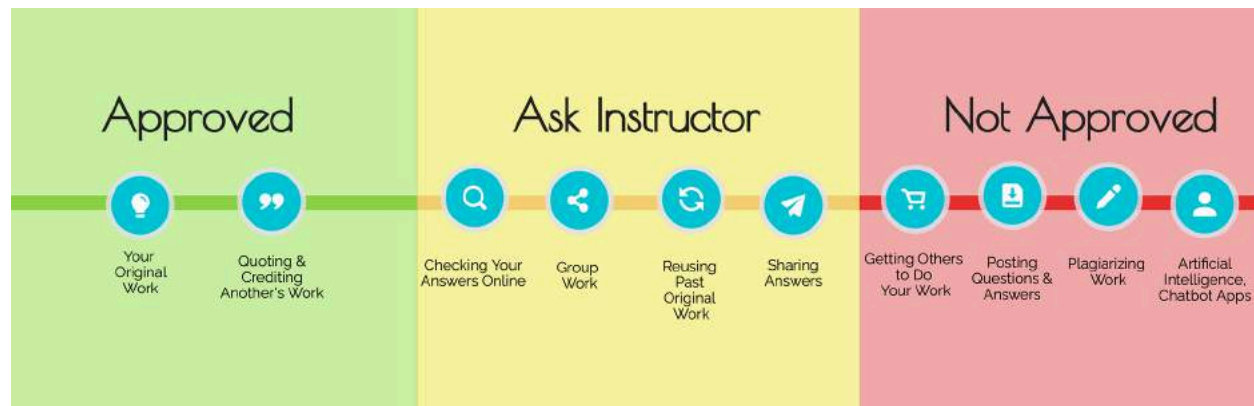 Approved
Your
Original
Work
Quoting &
Crediting
Another's Work
Ask Instructor
Checking Your
Answers Online
Group
Work
Reusing
Past
Original
Work
Sharing
Answers
Not Approved
Getting Others
to Do
Your Work
Posting
Questions &
Answers
Plagiarizing
Work
Artificial
Intelligence,
Chatbot Apps